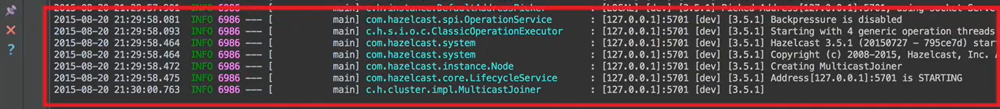 2015-08-20 21:29:57.901 INFO 6986 --- [ main] c.h.instance.DefaultAddressPicker : [LOCAL] [dev] [3.5.1] Picked Address[127.0.0.1]:5701, using socket
2015-08-20 21:29:58.081 INFO 6986 --- [ main] com.hazelcast.spi.OperationService : [127.0.0.1]:5701 [dev] [3.5.1] Backpressure is disabled
2015-08-20 21:29:58.093 INFO 6986 --- [ main] c.h.s.i.o.c.ClassicOperationExecutor : [127.0.0.1]:5701 [dev] [3.5.1] Starting with 4 generic operation threads
2015-08-20 21:29:58.464 INFO 6986 --- [ main] com.hazelcast.system : [127.0.0.1]:5701 [dev] [3.5.1] Hazelcast 3.5.1 (20150727 - 795ce7d) star
2015-08-20 21:29:58.464 INFO 6986 --- [ main] com.hazelcast.system : [127.0.0.1]:5701 [dev] [3.5.1] Copyright (c) 2008-2015, Hazelcast, Inc.
2015-08-20 21:29:58.472 INFO 6986 --- [ main] com.hazelcast.instance.Node : [127.0.0.1]:5701 [dev] [3.5.1] Creating MulticastJoiner
2015-08-20 21:29:58.475 INFO 6986 --- [ main] com.hazelcast.core.LifecycleService : [127.0.0.1]:5701 [dev] [3.5.1] Address[127.0.0.1]:5701 is STARTING
2015-08-20 21:30:00.763 INFO 6986 --- [ main] c.h.cluster.impl.MulticastJoiner : [127.0.0.1]:5701 [dev] [3.5.1]